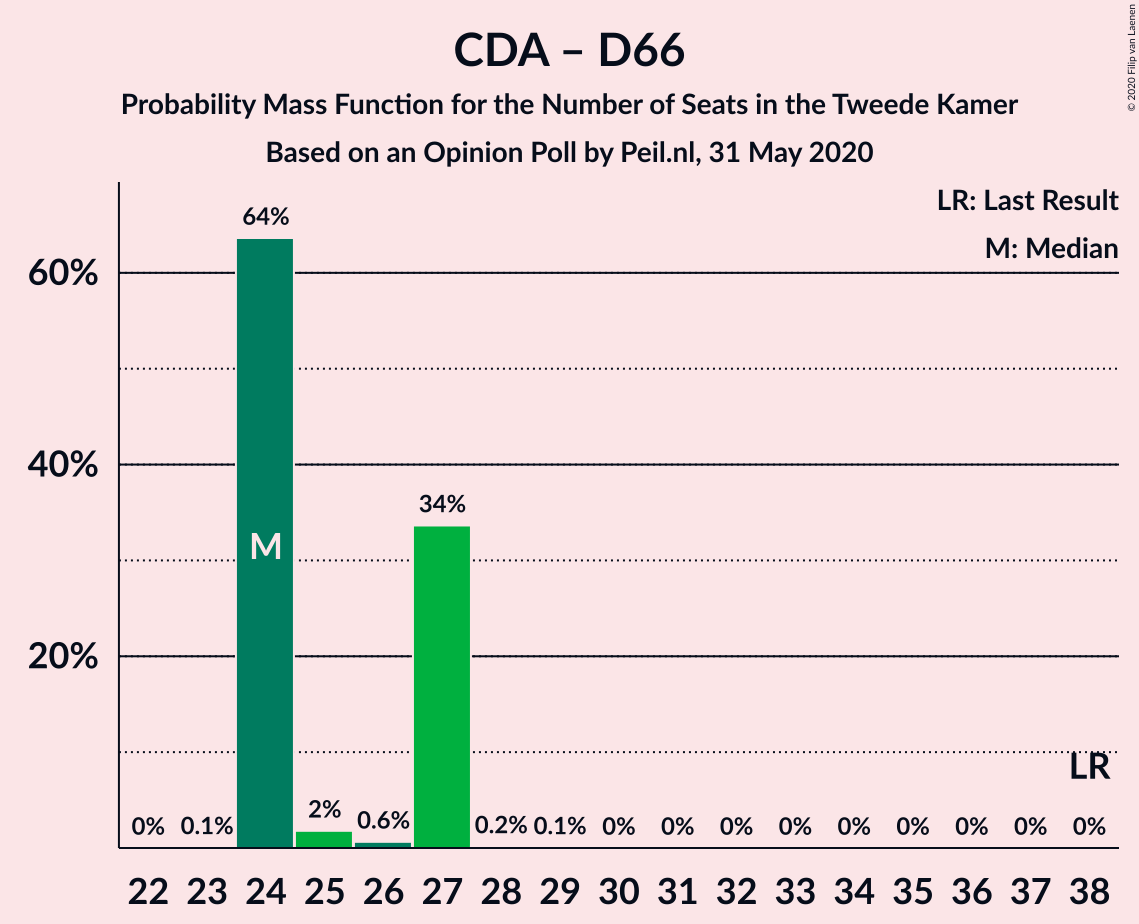 CDA – D66
Probability Mass Function for the Number of Seats in the Tweede Kamer
Based on an Opinion Poll by Peil.nl, 31 May 2020
© 2020 Filip van Laenen
LR: Last Result
M: Median
60%
40%
20%
64%
34%
M
LR
0% 0.1% 2% 0.6% 0.2% 0.1% 0% 0% 0% 0% 0% 0% 0% 0% 0%
22 23 24 25 26 27 28 29 30 31 32 33 34 35 36 37 38